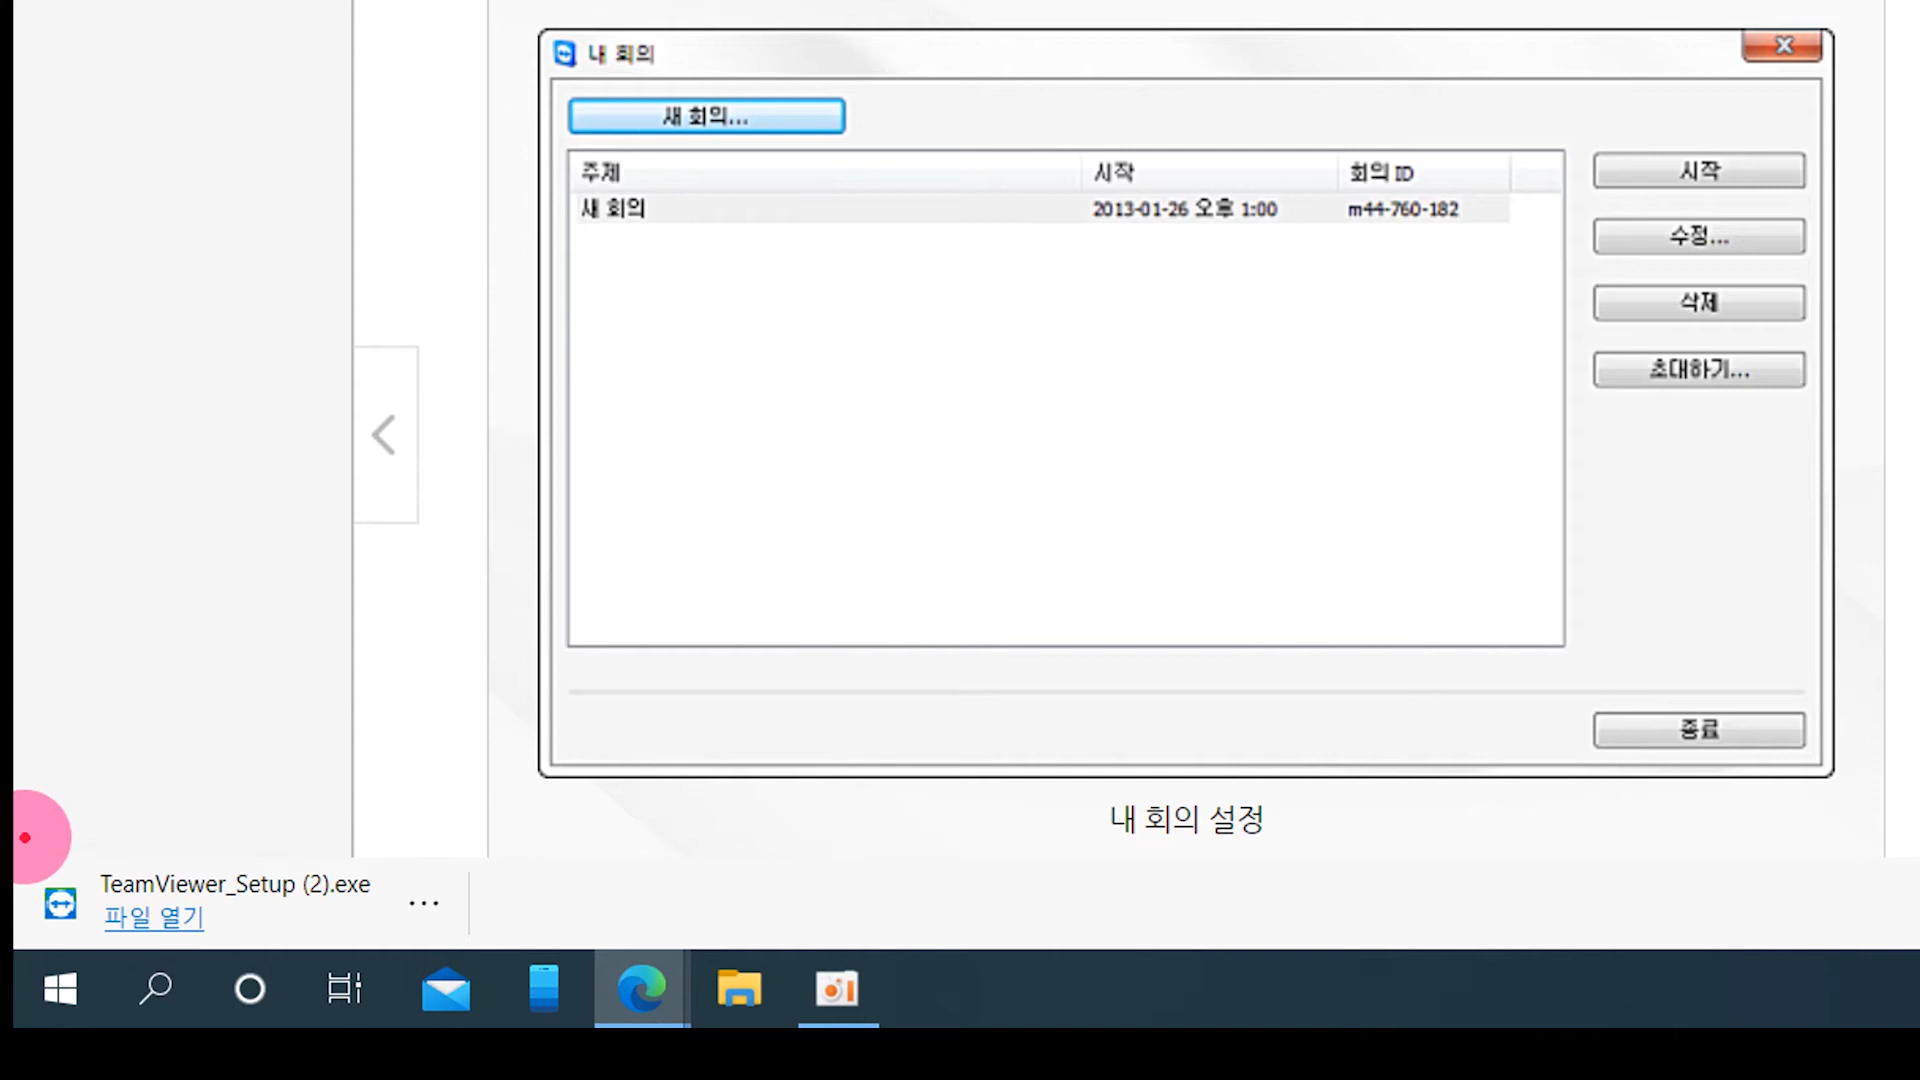 내 회의
새 회의...
주제 시작 회의 ID
새 회의 2013-01-26 오후 1:00 m44-760-182
시작
수정...
삭제
초대하기...
종료
내 회의 설정
TeamViewer_Setup (2).exe
파일 열기